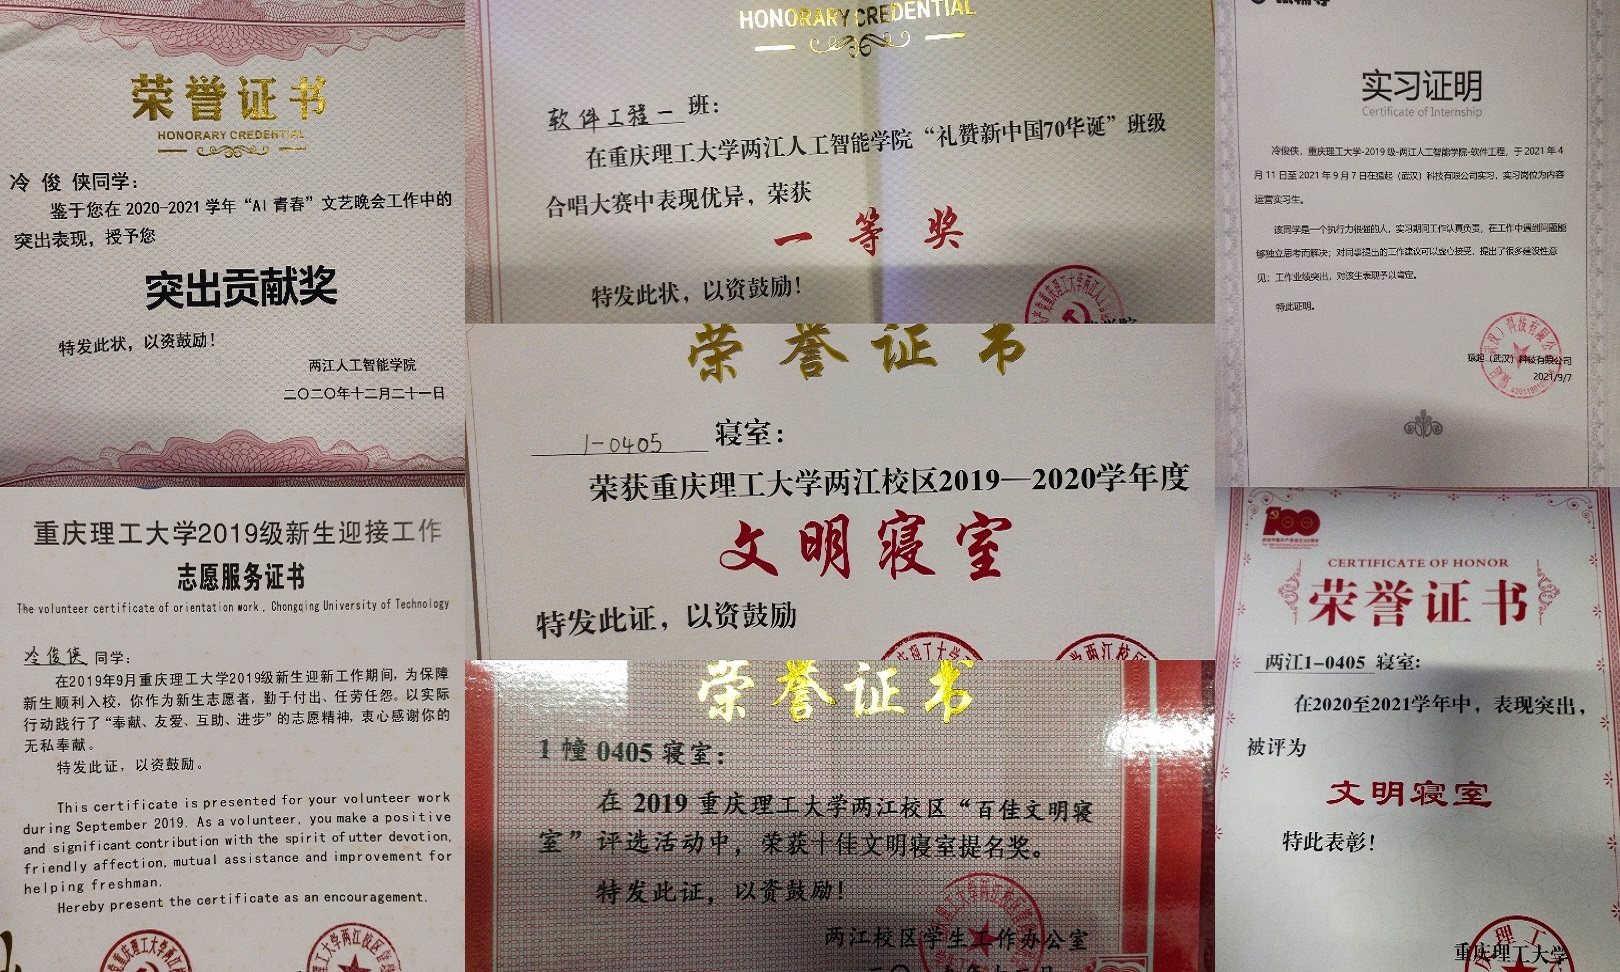 荣誉证书
HONORARY CREDENTIAL
冷俊侠同学：
鉴于您在 2020-2021 学年“AI 青春”文艺晚会工作中的
突出表现，授予您
突出贡献奖
特发此状，以资鼓励！
两江人工智能学院
二〇二〇年十二月二十一日
重庆理工大学2019级新生迎接工作
志愿服务证书
The volunteer certificate of orientation work , Chongqing University of Technology
冷俊侠 同学：
在2019年9月重庆理工大学2019级新生迎新工作期间，为保障
新生顺利入校，你作为新生志愿者，勤于付出、任劳任怨。以实际
行动践行了“奉献、友爱、互助、进步”的志愿精神，衷心感谢你的
无私奉献。
特发此证，以资鼓励。
This certificate is presented for your volunteer work
during September 2019. As a volunteer, you make a positive
and significant contribution with the spirit of utter devotion,
friendly affection, mutual assistance and improvement for
helping freshman.
Hereby present the certificate as an encouragement.
HONORARY CREDENTIAL
软件工程一 班：
在重庆理工大学两江人工智能学院“礼赞新中国70华诞”班级
合唱大赛中表现优异，荣获
一等奖
特发此状，以资鼓励！
荣誉证书
1-0405 寝室：
荣获重庆理工大学两江校区2019—2020学年度
文明寝室
特发此证，以资鼓励
荣誉证书
1 幢 0405 寝室：
在 2019 重庆理工大学两江校区“百佳文明寝
室”评选活动中，荣获十佳文明寝室提名奖。
特发此证，以资鼓励！
两江校区学生工作办公室
实习证明
Certificate of Internship
冷俊侠，重庆理工大学-2019 级-两江人工智能学院-软件工程，于 2021 年 4
月 11 日至 2021 年 9 月 7 日在猿起（武汉）科技有限公司实习，实习岗位为内容
运营实习生。
该同学是一个执行力很强的人，实习期间工作认真负责，在工作中遇到问题能
够独立思考而解决；对同事提出的工作建议可以虚心接受，提出了很多建设性意
见；工作业绩突出，对该生表现予以肯定。
特此证明。
猿起（武汉）科技有限公司
2021/9/7
100
CERTIFICATE OF HONOR
荣誉证书
两江1-0405 寝室：
在2020至2021学年中，表现突出，
被评为
文明寝室
特此表彰！
重庆理工大学